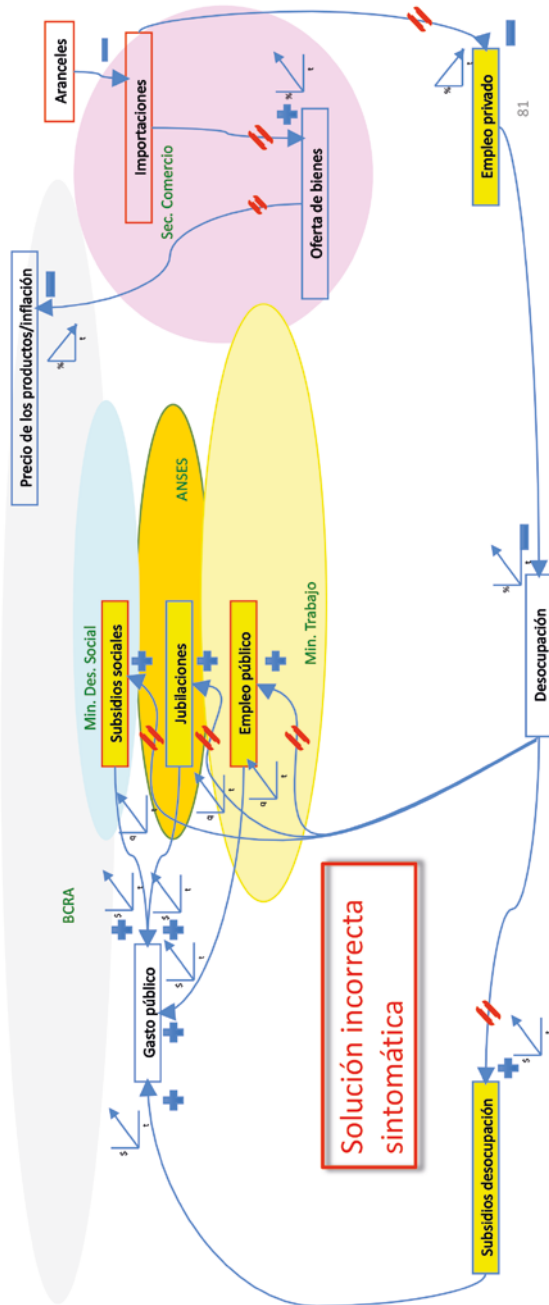 Precio de los productos/inflación
%
t
BCRA
Aranceles
Min. Des. Social
Subsidios sociales
q
t
Importaciones
$
t
$
t
$
t
$
t
Gasto público
Sec. Comercio
Jubilaciones
ANSES
q
t
Empleo público
q
t
Min. Trabajo
%
t
Oferta de bienes
Solución incorrecta
sintomática
%
t
Subsidios desocupación
$
t
Empleo privado
81
%
t
Desocupación